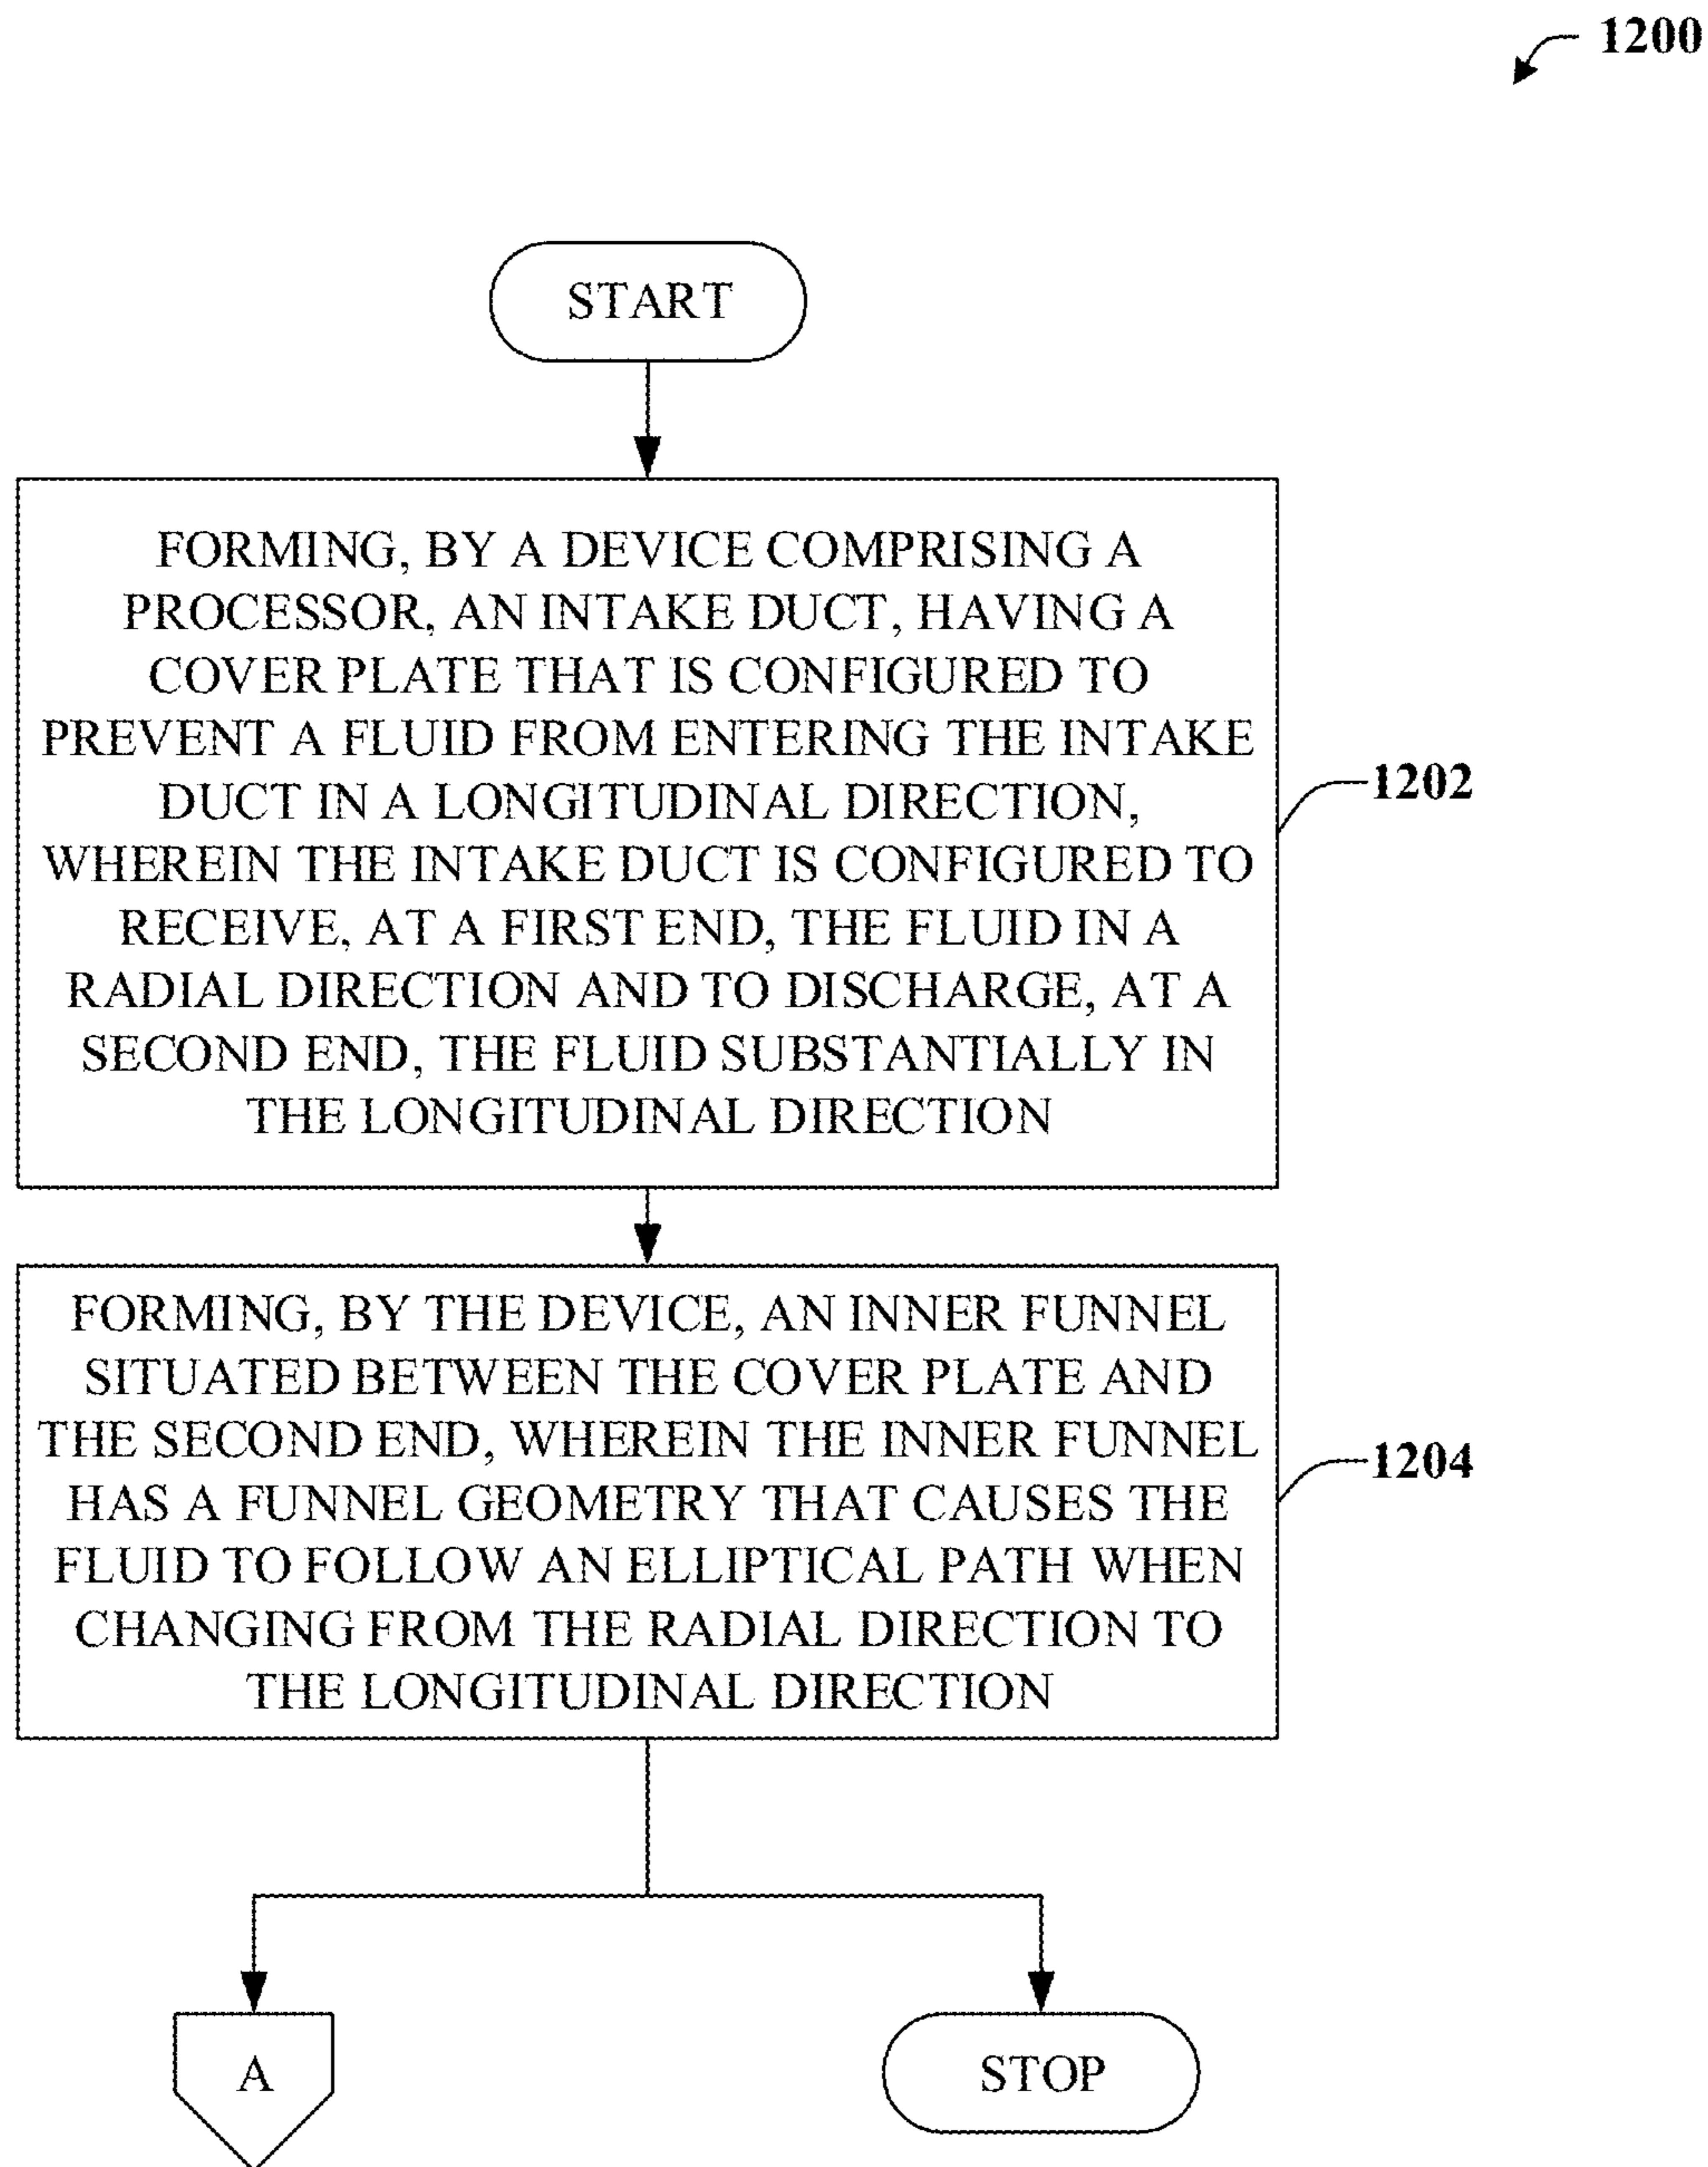 1200
START
FORMING, BY A DEVICE COMPRISING A
PROCESSOR, AN INTAKE DUCT, HAVING A
COVER PLATE THAT IS CONFIGURED TO
PREVENT A FLUID FROM ENTERING THE INTAKE
DUCT IN A LONGITUDINAL DIRECTION,
WHEREIN THE INTAKE DUCT IS CONFIGURED TO
RECEIVE, AT A FIRST END, THE FLUID IN A
RADIAL DIRECTION AND TO DISCHARGE, AT A
SECOND END, THE FLUID SUBSTANTIALLY IN
THE LONGITUDINAL DIRECTION
1202
FORMING, BY THE DEVICE, AN INNER FUNNEL
SITUATED BETWEEN THE COVER PLATE AND
THE SECOND END, WHEREIN THE INNER FUNNEL
HAS A FUNNEL GEOMETRY THAT CAUSES THE
FLUID TO FOLLOW AN ELLIPTICAL PATH WHEN
CHANGING FROM THE RADIAL DIRECTION TO
THE LONGITUDINAL DIRECTION
1204
A
STOP